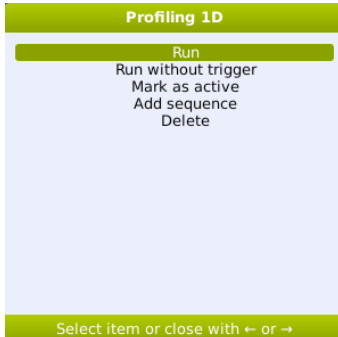 Profiling 1D
Run
Run without trigger
Mark as active
Add sequence
Delete
Select item or close with ← or →